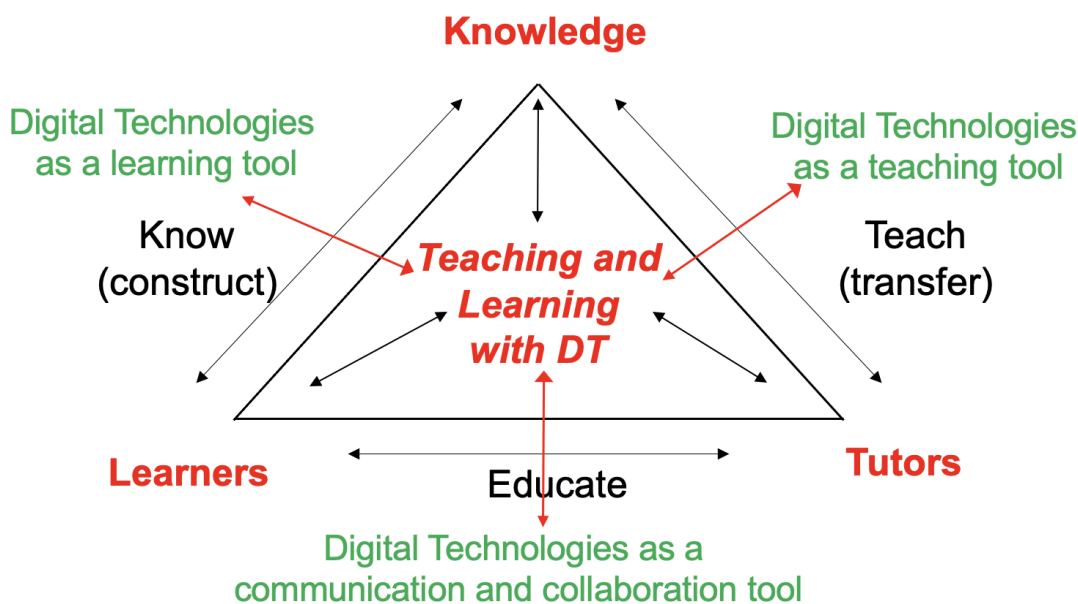 Knowledge
Digital Technologies
as a learning tool
Digital Technologies
as a teaching tool
Know
(construct)
Teaching and
Learning
with DT
Teach
(transfer)
Learners
Tutors
Educate
Digital Technologies as a
communication and collaboration tool